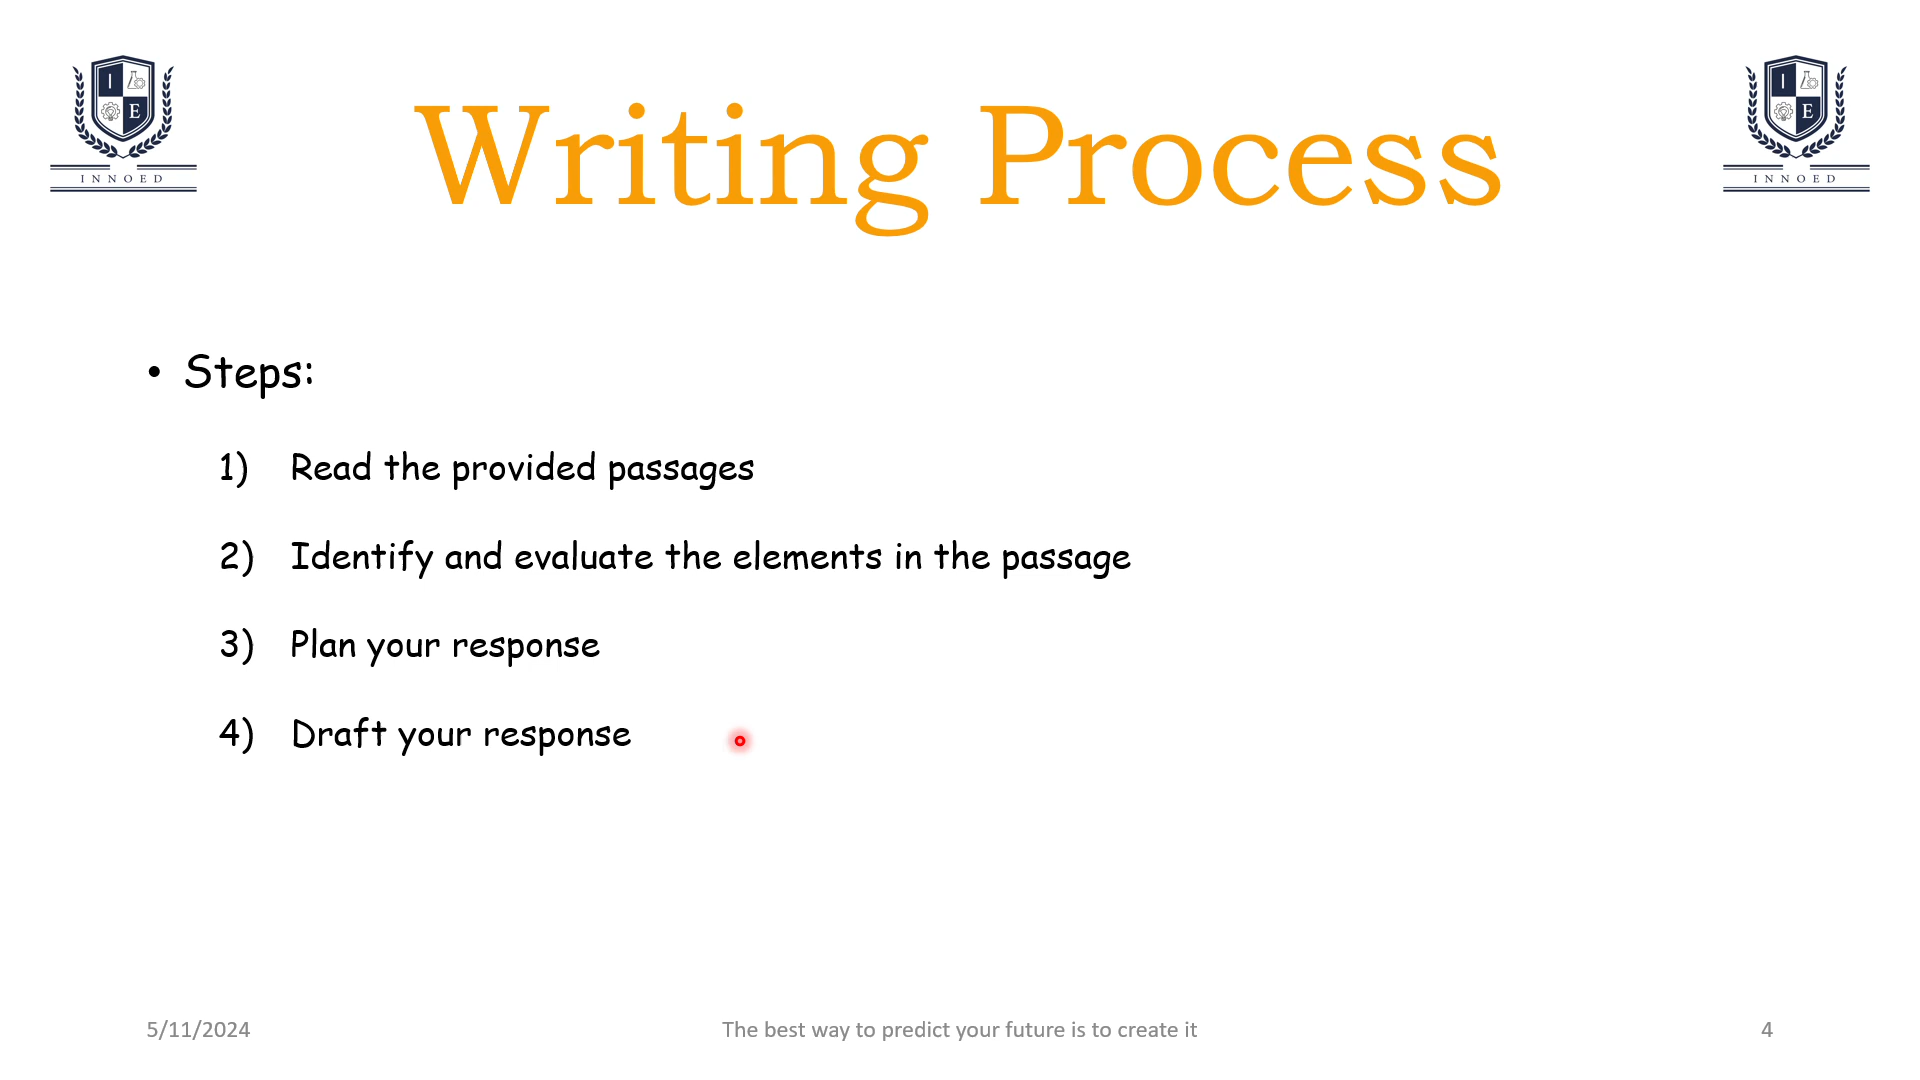 I
E
INNOED
Writing Process
I
E
INNOED
• Steps:
1) Read the provided passages
2) Identify and evaluate the elements in the passage
3) Plan your response
4) Draft your response
5/11/2024
The best way to predict your future is to create it
4